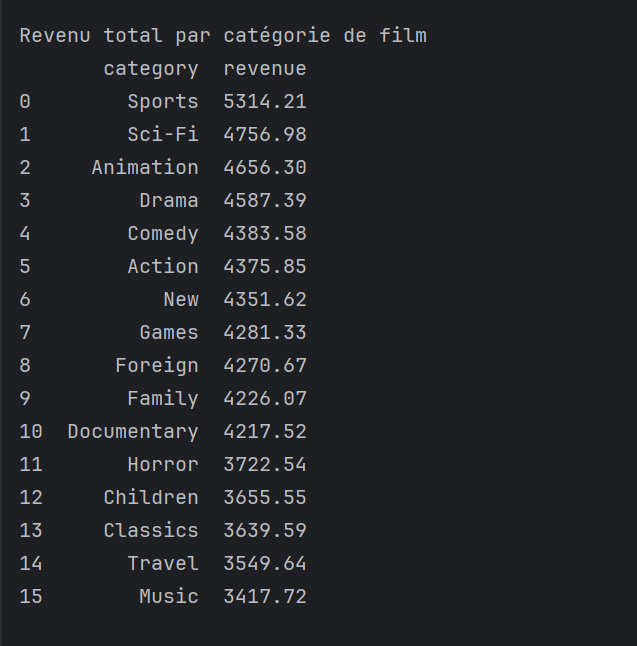 Revenu total par catégorie de film
category revenue
0 Sports 5314.21
1 Sci-Fi 4756.98
2 Animation 4656.30
3 Drama 4587.39
4 Comedy 4383.58
5 Action 4375.85
6 New 4351.62
7 Games 4281.33
8 Foreign 4270.67
9 Family 4226.07
10 Documentary 4217.52
11 Horror 3722.54
12 Children 3655.55
13 Classics 3639.59
14 Travel 3549.64
15 Music 3417.72